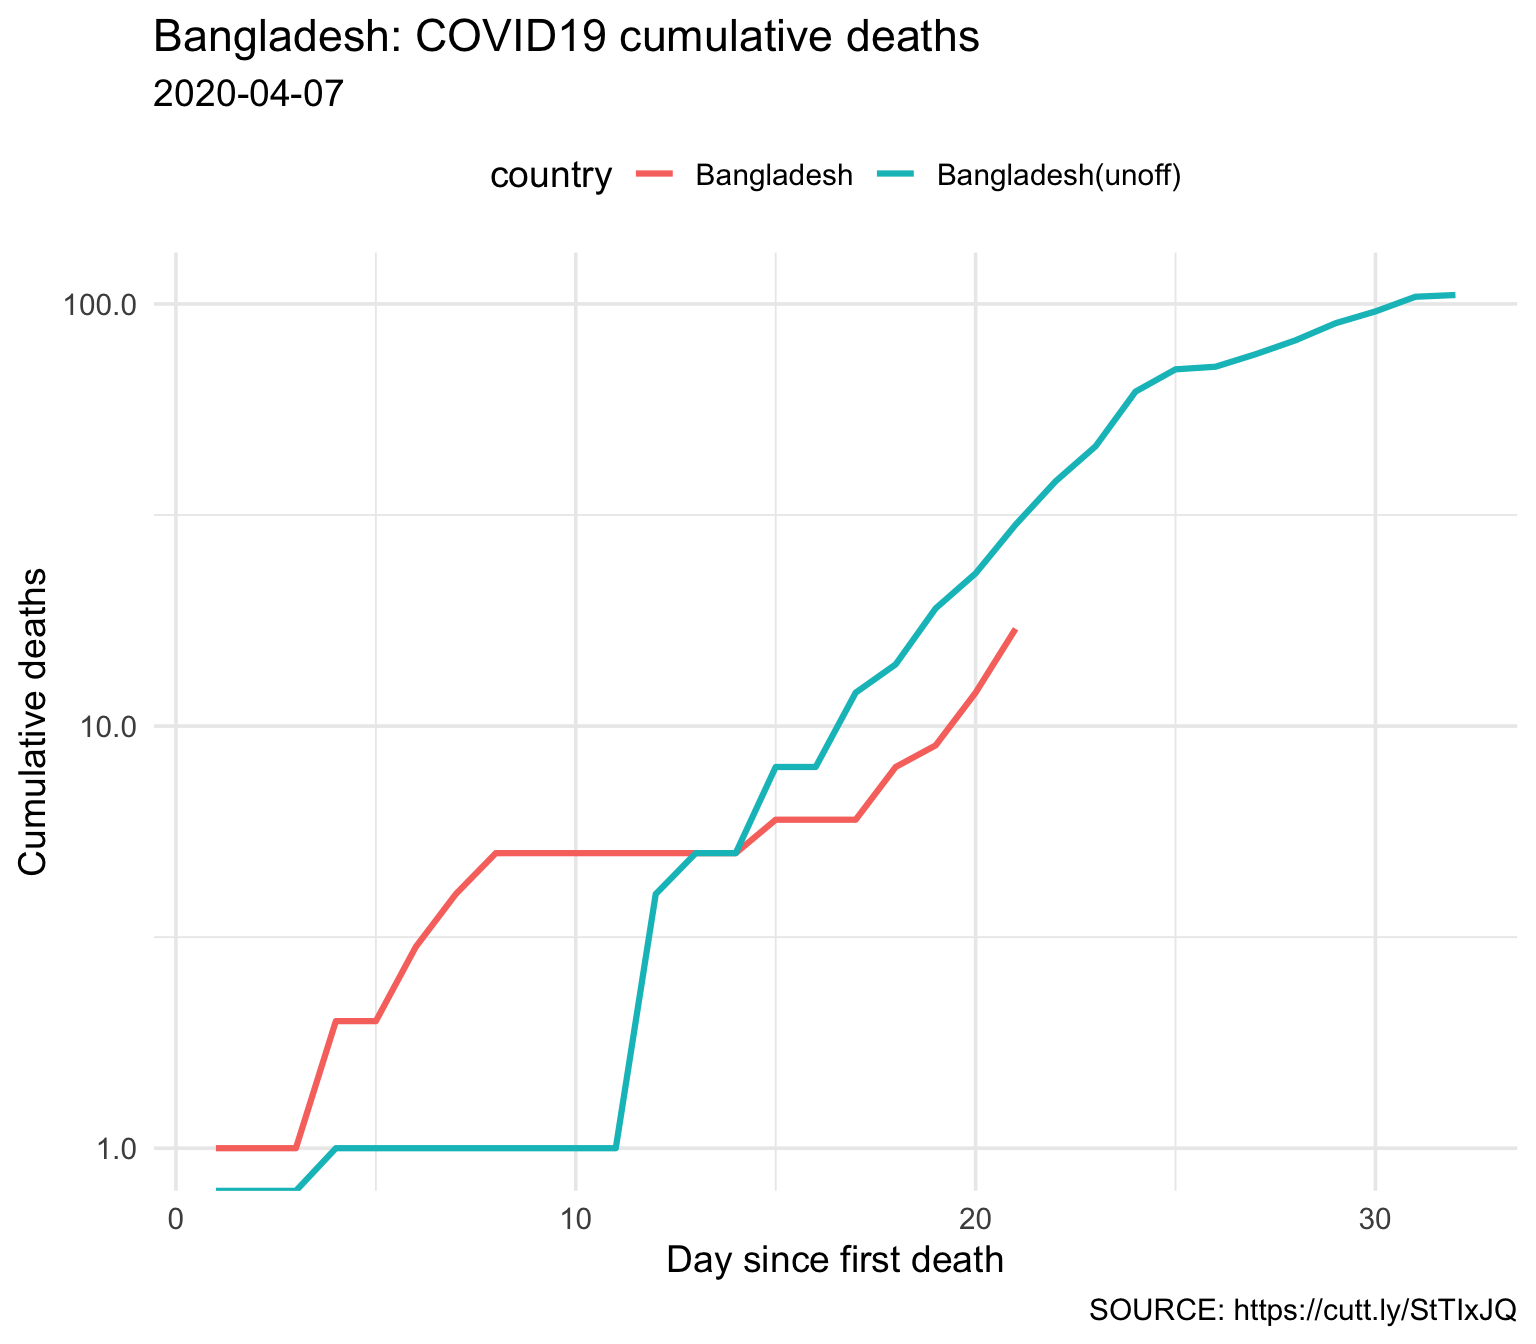 Bangladesh: COVID19 cumulative deaths
2020-04-07
country Bangladesh Bangladesh(unoff)
100.0
10.0
1.0
Cumulative deaths
0 10 20 30
Day since first death
SOURCE: https://cutt.ly/StTIxJQ